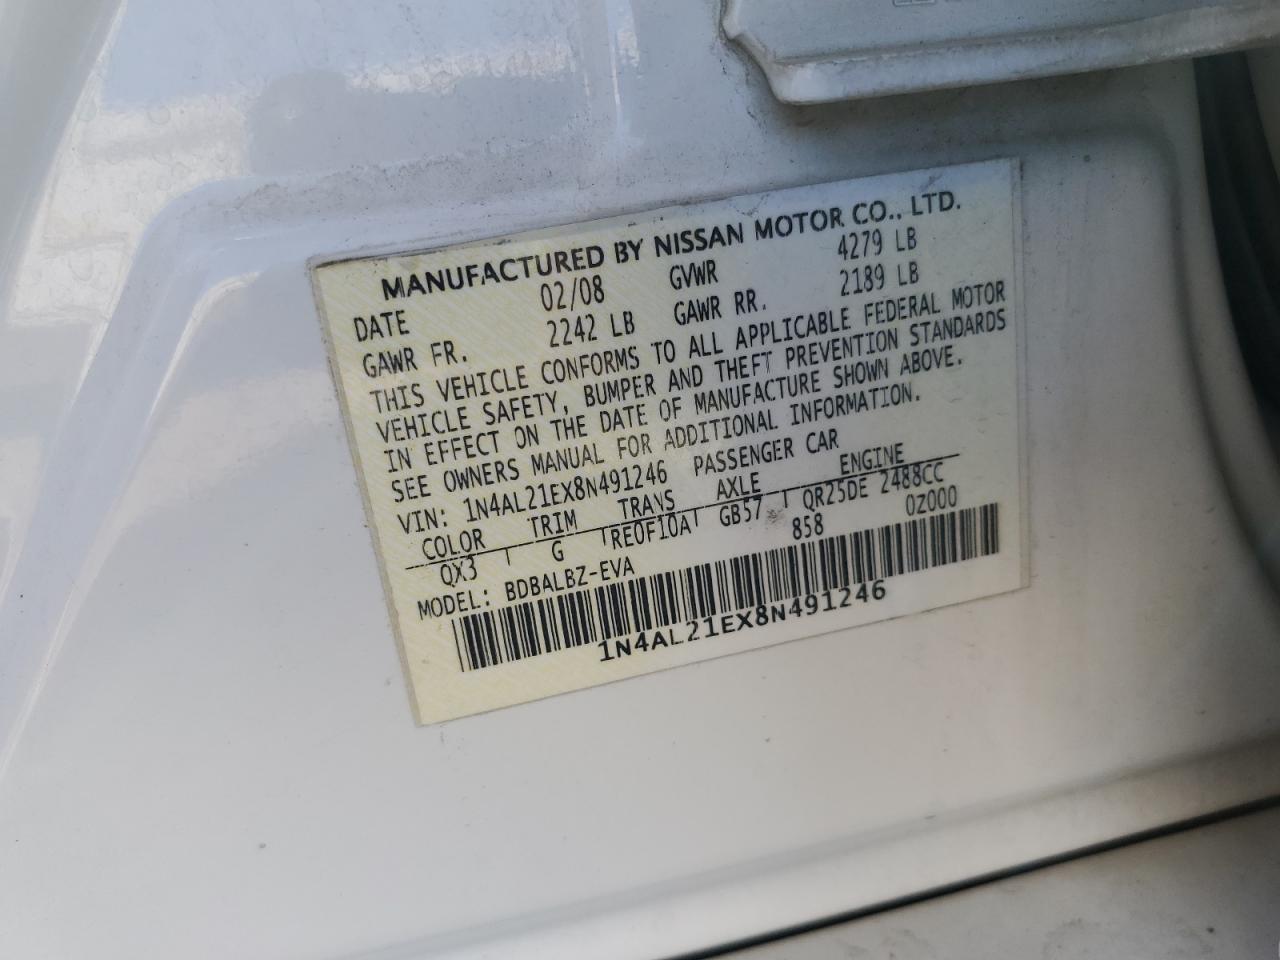 MANUFACTURED BY NISSAN MOTOR CO., LTD.
DATE 02/08 GVWR 4279 LB
GAWR FR. 2242 LB GAWR RR. 2189 LB
THIS VEHICLE CONFORMS TO ALL APPLICABLE FEDERAL MOTOR
VEHICLE SAFETY, BUMPER AND THEFT PREVENTION STANDARDS
IN EFFECT ON THE DATE OF MANUFACTURE SHOWN ABOVE.
SEE OWNERS MANUAL FOR ADDITIONAL INFORMATION.
VIN: 1N4AL21EX8N491246 PASSENGER CAR
COLOR TRIM TRANS AXLE ENGINE
QX3 G RE0F10A GB57 QR25DE 2488CC
MODEL: BDBALBZ-EVA 858 0Z000
1N4AL21EX8N491246